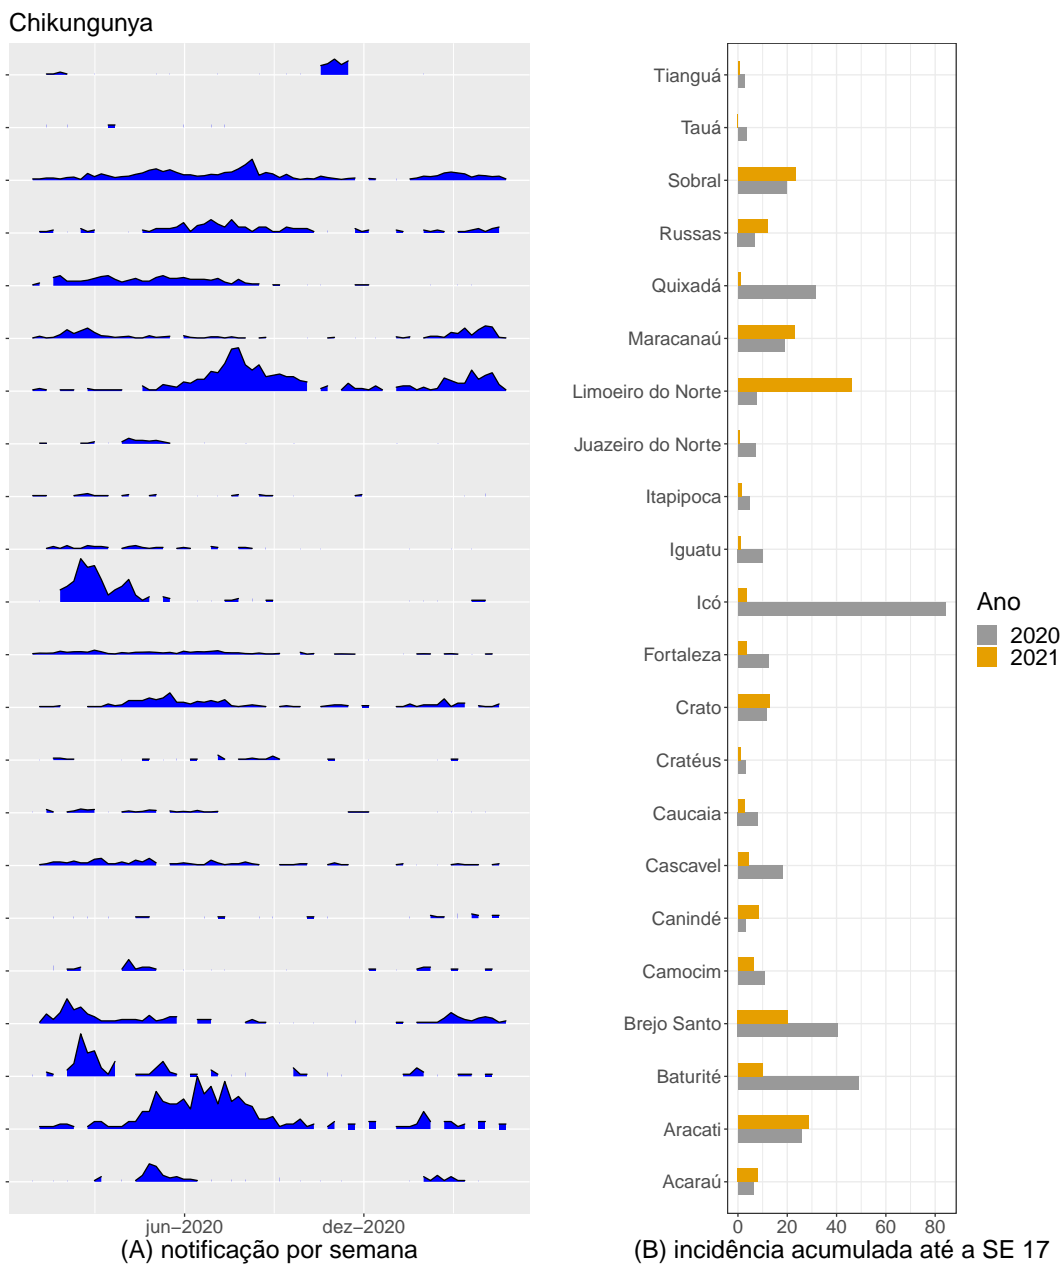 Chikungunya
Tianguá
Tauá
Sobral
Russas
Quixadá
Maracanaú
Limoeiro do Norte
Juazeiro do Norte
Itapipoca
Iguatu
Icó
Fortaleza
Crato
Cratéus
Caucaia
Cascavel
Canindé
Camocim
Brejo Santo
Baturité
Aracati
Acaraú
Ano
2020
2021
jun−2020 dez−2020
0 20 40 60 80
(A) notificação por semana
(B) incidência acumulada até a SE 17